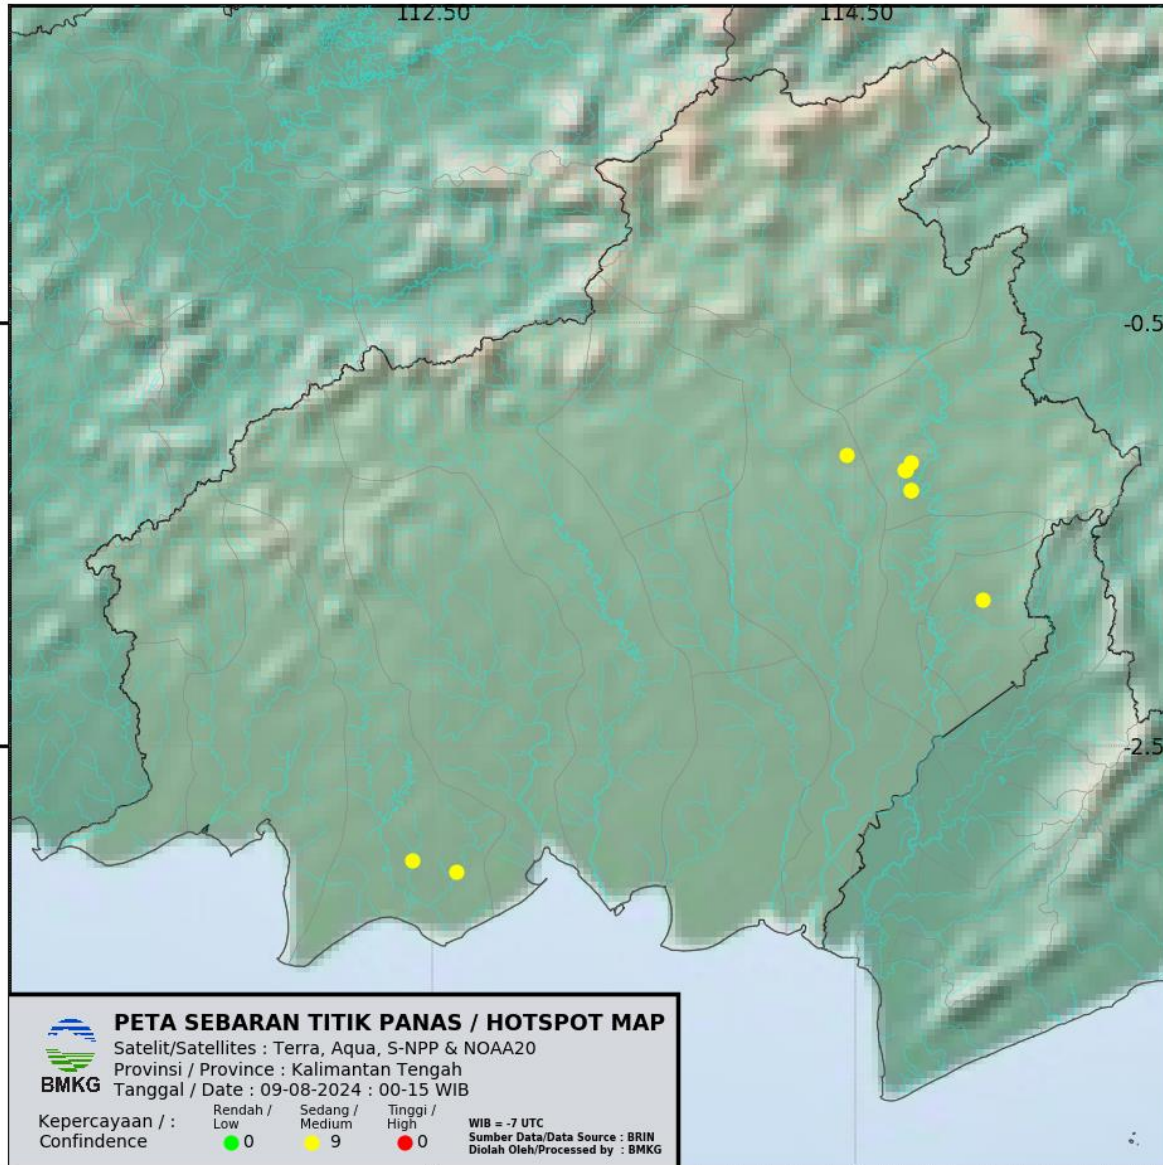 112.50 114.50
-0.5
-2.5
PETA SEBARAN TITIK PANAS / HOTSPOT MAP
Satelit/Satellites : Terra, Aqua, S-NPP & NOAA20
Provinsi / Province : Kalimantan Tengah
Tanggal / Date : 09-08-2024 : 00-15 WIB
BMKG
Kepercayaan / :
Confindence
Rendah /
Low
0
Sedang /
Medium
9
Tinggi /
High
0
WIB = -7 UTC
Sumber Data/Data Source : BRIN
Diolah Oleh/Processed by : BMKG